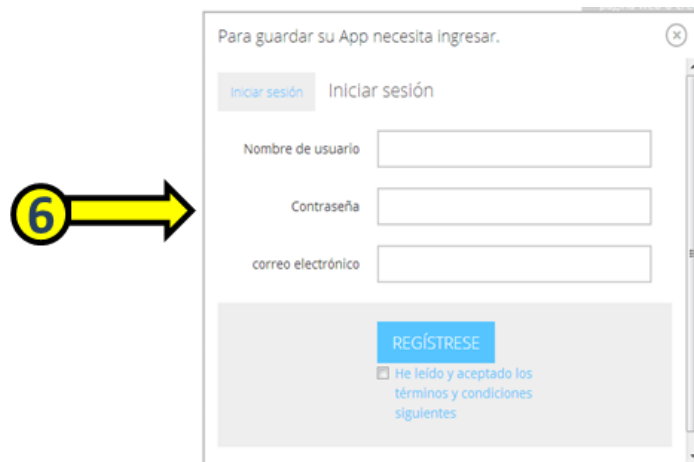 Para guardar su App necesita ingresar.
Iniciar sesión Iniciar sesión
Nombre de usuario
6
Contraseña
correo electrónico
REGÍSTRESE
He leído y aceptado los
términos y condiciones
siguientes